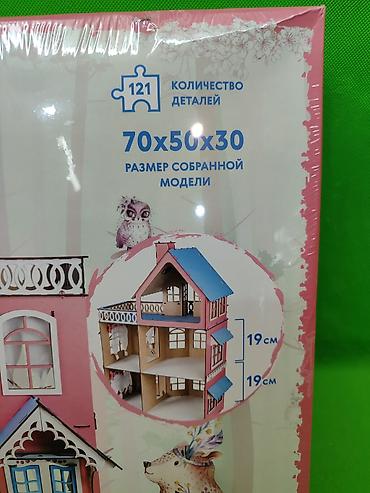 121
КОЛИЧЕСТВО
ДЕТАЛЕЙ
70x50x30
РАЗМЕР СОБРАННОЙ
МОДЕЛИ
19см
19см